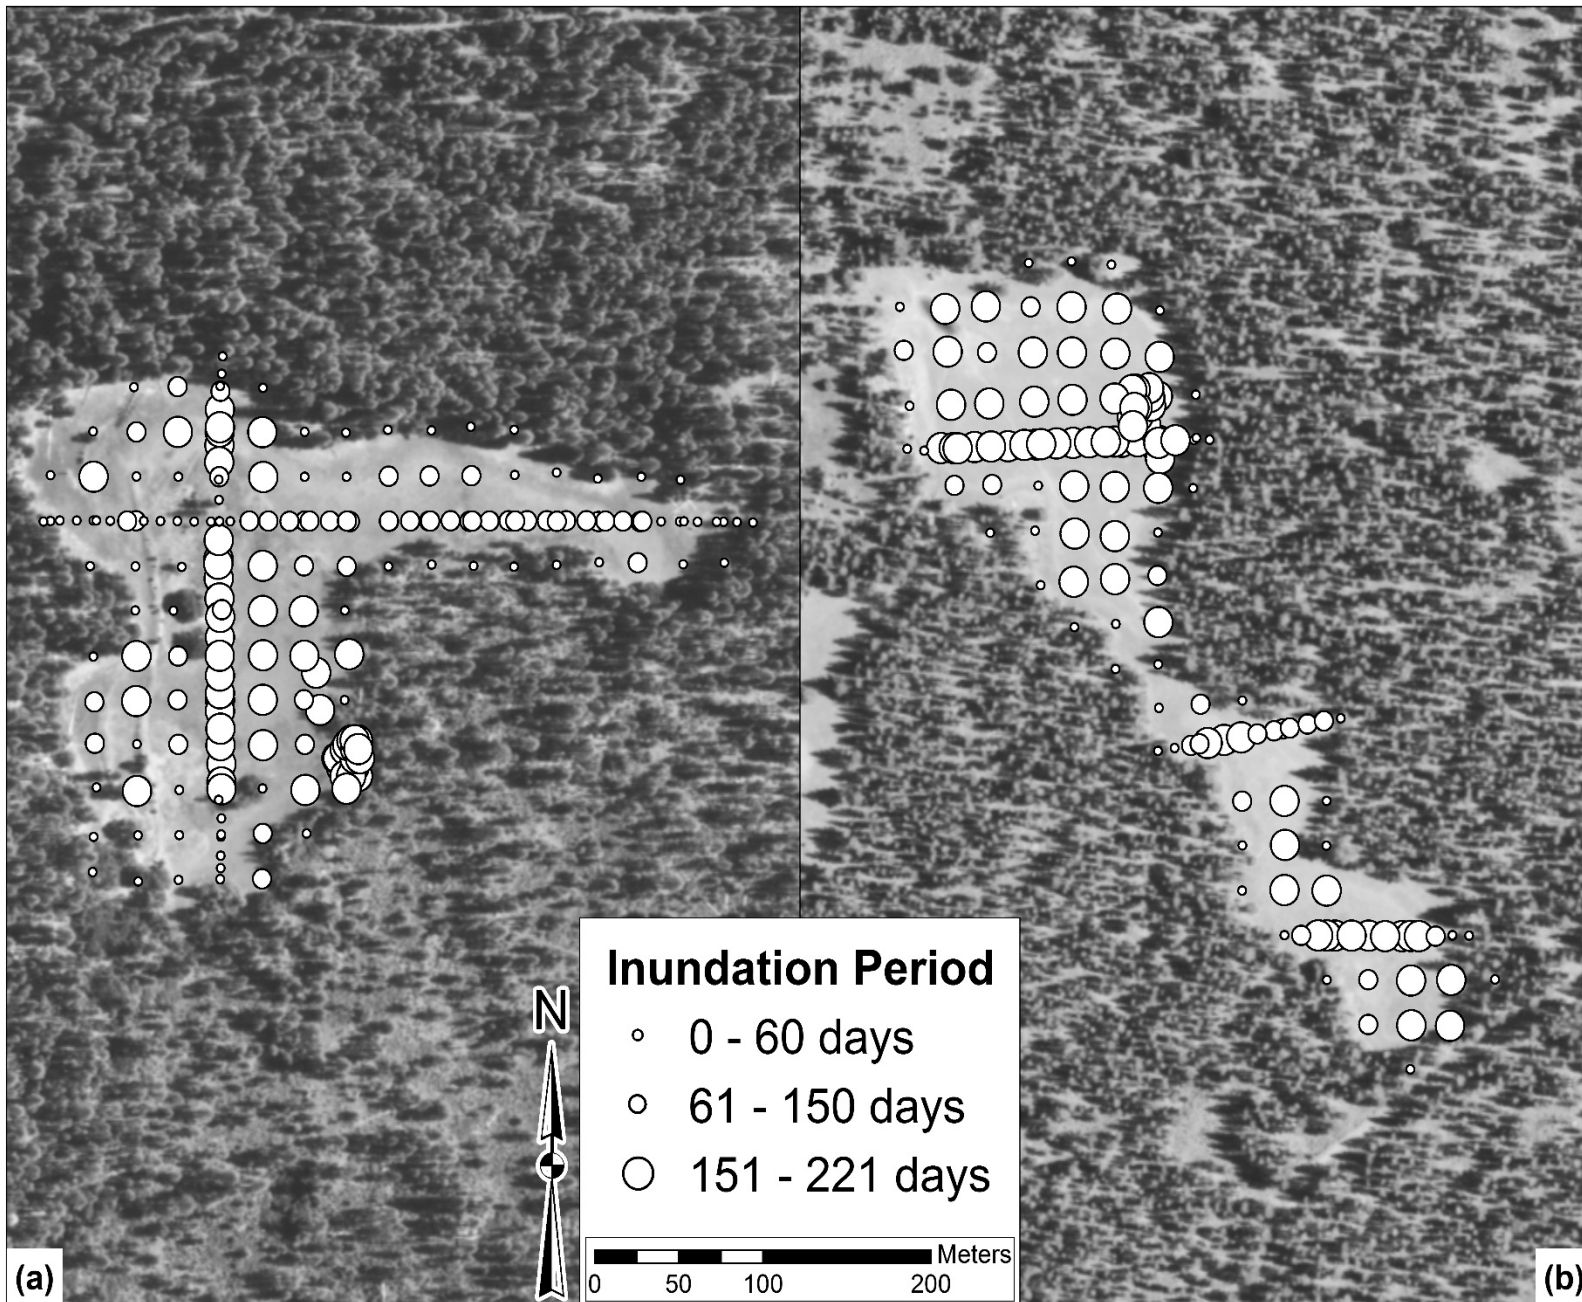 Inundation Period
N
0 - 60 days
61 - 150 days
151 - 221 days
Meters
0 50 100 200
(a)
(b)